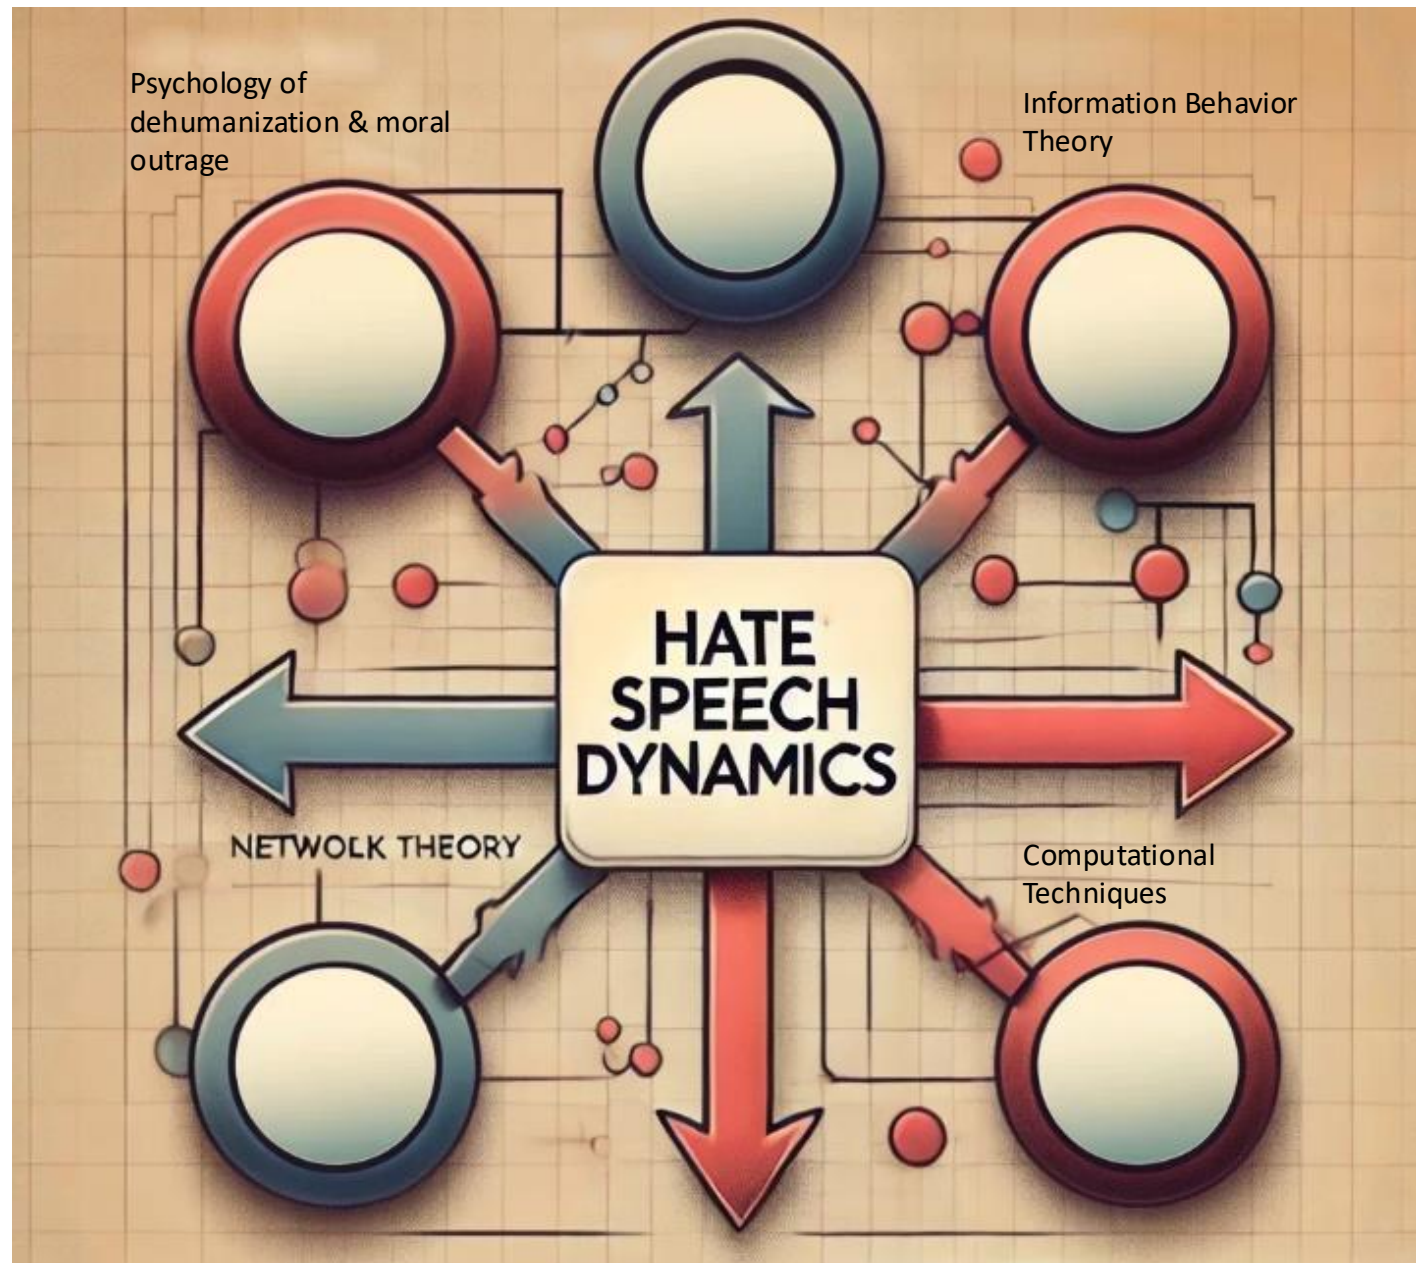 Psychology of
dehumanization & moral
outrage
Information Behavior
Theory
HATE
SPEECH
DYNAMICS
NETWOLK THEORY
Computational
Techniques